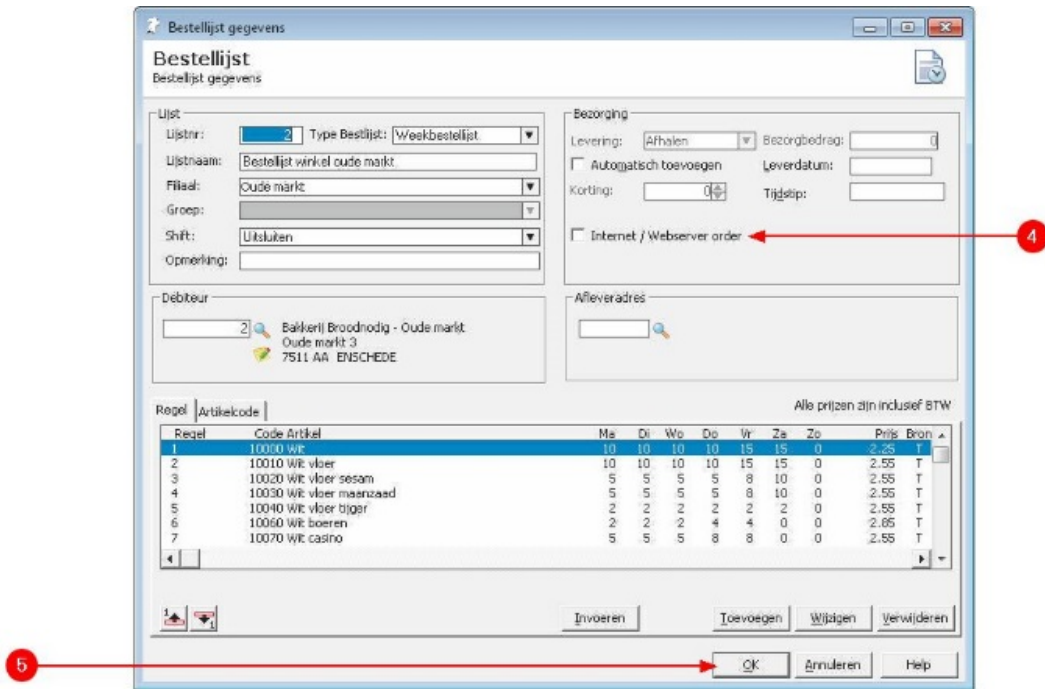 Bestellijst gegevens
Bestellijst
Bestellijst gegevens
Lijst
Lijstnr: 2 Type Bestlijst: Weekbestellijst
Lijstnaam: Bestellijst winkel oude markt
Filiaal: Oude markt
Groep:
Shift: Uitsluiten
Opmerking:
Bezorging
Levering: Afhalen Bezorgbedrag: 0
Automatisch toevoegen Leverdatum:
Korting: 0 Tijdstip:
Internet / Webserver order
4
Debiteur
2 Bakkerij Broodnodig - Oude markt
Oude markt 3
7511 AA ENSCHEDE
Afleveradres
Regel Artikelcode
Alle prijzen zijn inclusief BTW
Regel Code Artikel Ma Di Wo Do Vr Za Zo Prijs Bron
1 10000 Wit 10 10 10 10 15 15 0 2.25 T
2 10010 Wit vloer 10 10 10 10 15 15 0 2.55 T
3 10020 Wit vloer sesam 5 5 5 5 8 10 0 2.55 T
4 10030 Wit vloer maanzaad 5 5 5 5 8 10 0 2.55 T
5 10040 Wit vloer tijger 2 2 2 2 2 2 0 2.55 T
6 10060 Wit boeren 2 2 2 4 4 0 0 2.85 T
7 10070 Wit casino 5 5 5 8 8 0 0 2.55 T
1 1
Invoeren Toevoegen Wijzigen Verwijderen
5
OK Annuleren Help